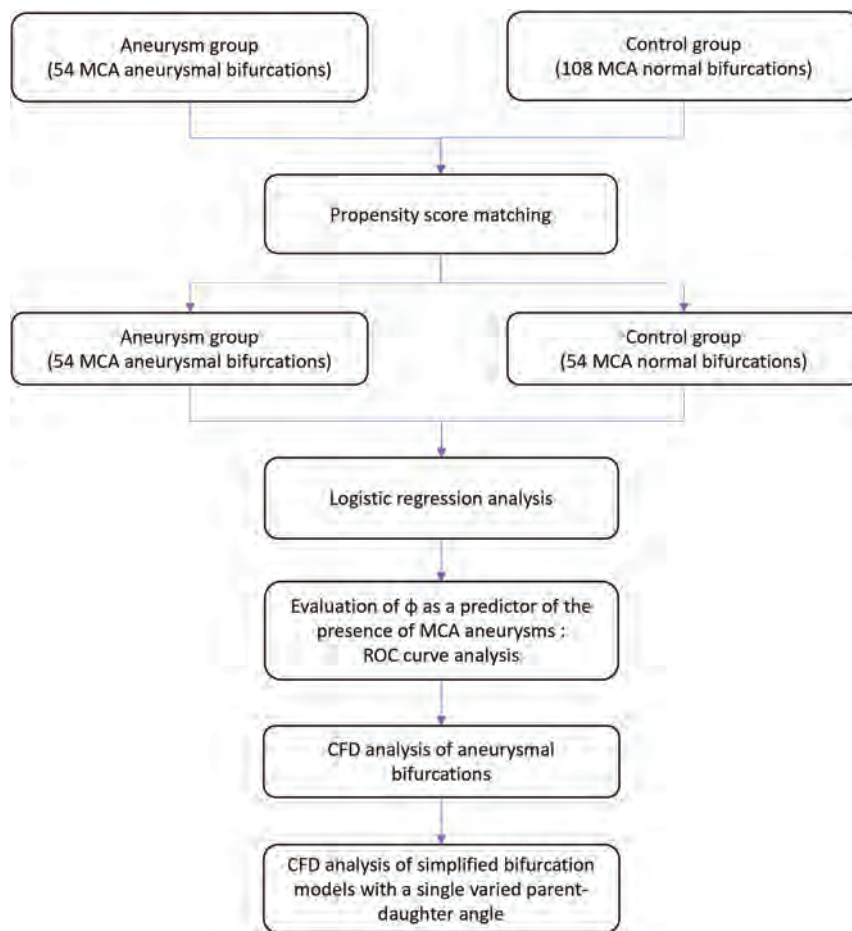 Aneurysm group
(54 MCA aneurysmal bifurcations)
Control group
(108 MCA normal bifurcations)
Propensity score matching
Aneurysm group
(54 MCA aneurysmal bifurcations)
Control group
(54 MCA normal bifurcations)
Logistic regression analysis
Evaluation of ϕ as a predictor of the
presence of MCA aneurysms :
ROC curve analysis
CFD analysis of aneurysmal
bifurcations
CFD analysis of simplified bifurcation
models with a single varied parent-
daughter angle